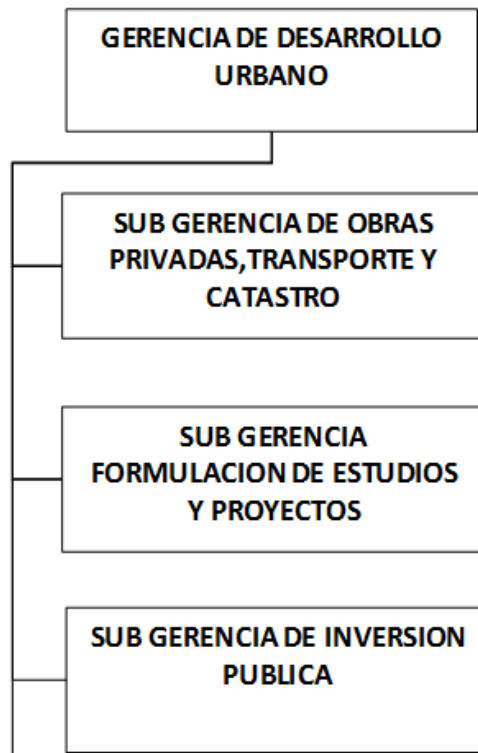 GERENCIA DE DESARROLLO
URBANO
SUB GERENCIA DE OBRAS
PRIVADAS,TRANSPORTE Y
CATASTRO
SUB GERENCIA
FORMULACION DE ESTUDIOS
Y PROYECTOS
SUB GERENCIA DE INVERSION
PUBLICA